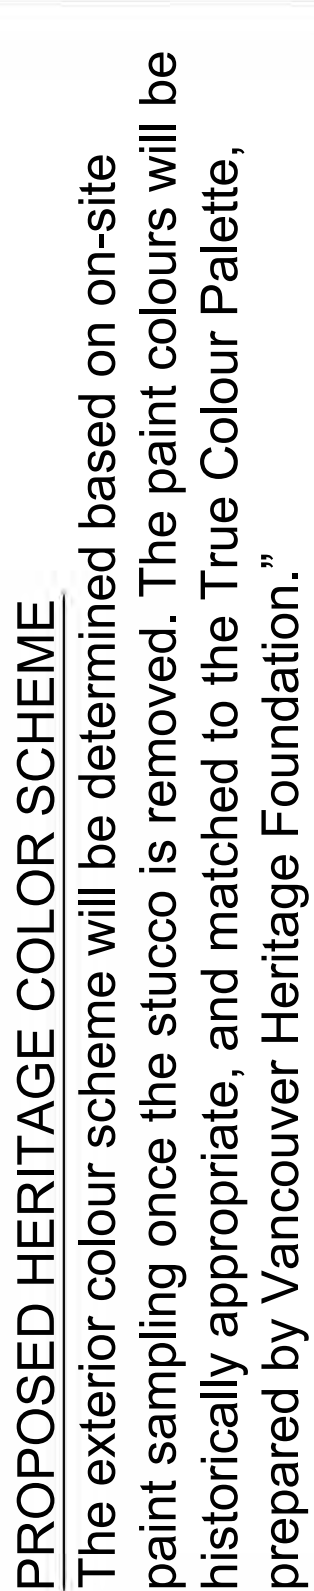 PROPOSED HERITAGE COLOR SCHEME
The exterior colour scheme will be determined based on on-site
paint sampling once the stucco is removed. The paint colours will be
historically appropriate, and matched to the True Colour Palette,
prepared by Vancouver Heritage Foundation.”